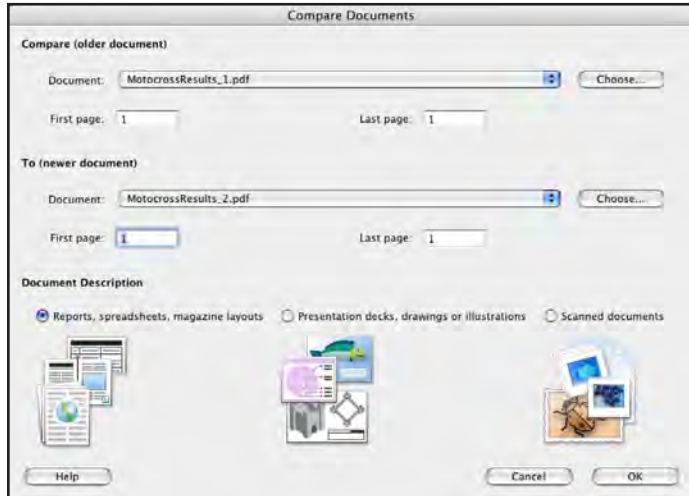 Compare Documents
Compare (older document)
Document: MotocrossResults_1.pdf Choose...
First page: 1 Last page: 1
To (newer document)
Document: MotocrossResults_2.pdf Choose...
First page: 1 Last page: 1
Document Description
Reports, spreadsheets, magazine layouts Presentation decks, drawings or illustrations Scanned documents
Help Cancel OK